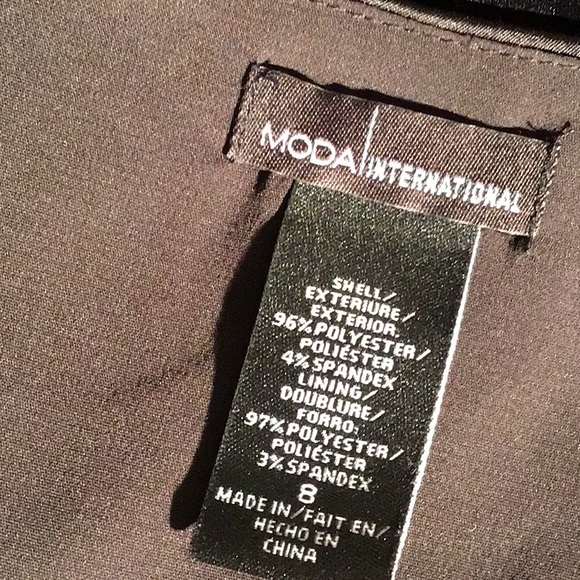 MODA INTERNATIONAL
SHELL/
EXTERIURE/
EXTERIOR:
96% POLYESTER/
POLIÉSTER
4% SPANDEX
LINING/
DOUBLURE/
FORRO:
97% POLYESTER/
POLIÉSTER
3% SPANDEX
8
MADE IN/FAIT EN/
HECHO EN
CHINA